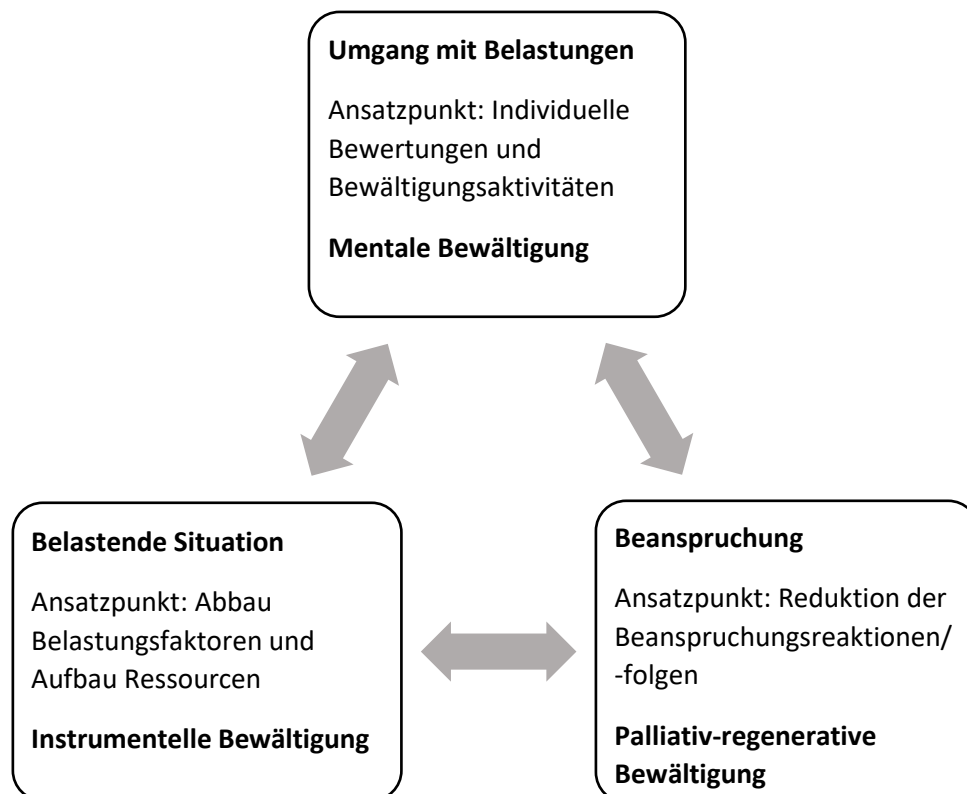 Umgang mit Belastungen
Ansatzpunkt: Individuelle
Bewertungen und
Bewältigungsaktivitäten
Mentale Bewältigung
Belastende Situation
Ansatzpunkt: Abbau
Belastungsfaktoren und
Aufbau Ressourcen
Instrumentelle Bewältigung
Beanspruchung
Ansatzpunkt: Reduktion der
Beanspruchungsreaktionen/
-folgen
Palliativ-regenerative
Bewältigung